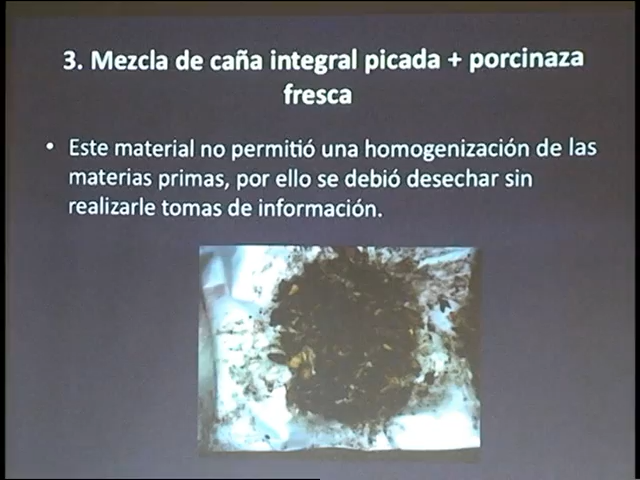 3. Mezcla de caña integral picada + porcinaza
fresca
• Este material no permitió una homogenización de las
materias primas, por ello se debió desechar sin
realizarle tomas de información.